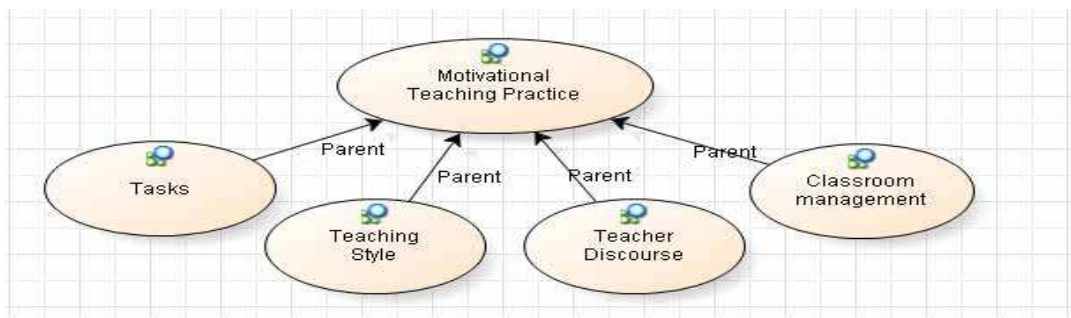 Motivational
Teaching Practice
Parent
Parent
Parent
Parent
Tasks
Teaching
Style
Teacher
Discourse
Classroom
management